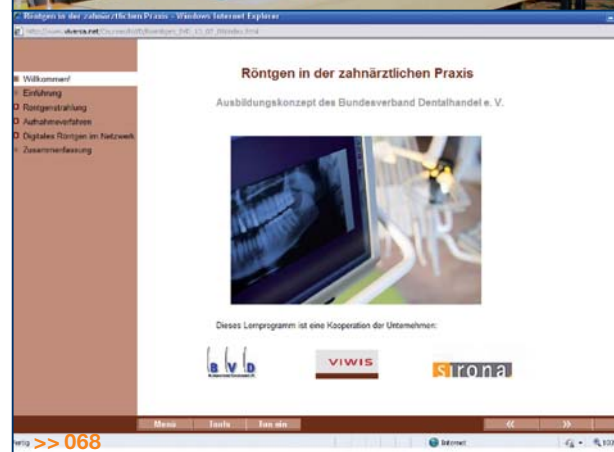 Röntgen in der zahnärztlichen Praxis - Windows Internet Explorer
Willkommen!
Einführung
Röntgenstrahlung
Aufnahmeverfahren
Digitales Röntgen im Netzwerk
Zusammenfassung
Röntgen in der zahnärztlichen Praxis
Ausbildungskonzept des Bundesverband Dentalhandel e. V.
Dieses Lernprogramm ist eine Kooperation der Unternehmen:
B V D
VIWIS
sirona.
Menü Tools Ton ein << >>
Fertig >> 068 Internet